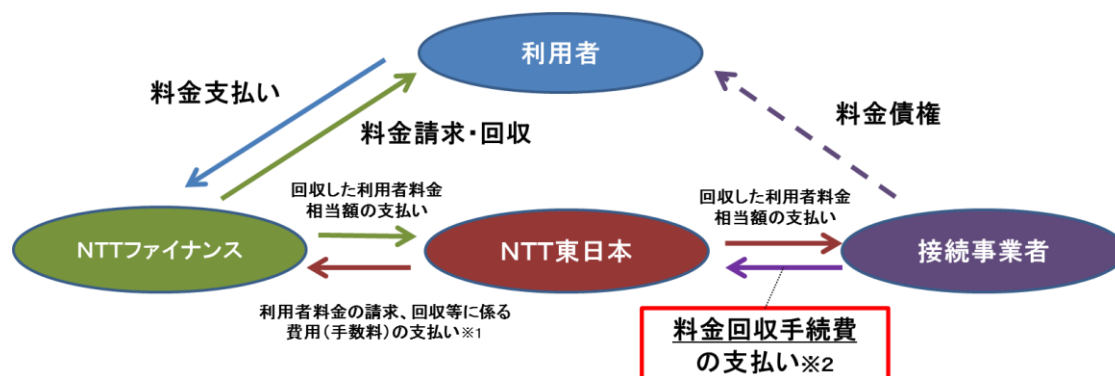 利用者
料金支払い
料金請求・回収
料金債権
回収した利用者料金
相当額の支払い
回収した利用者料金
相当額の支払い
NTTファイナンス
NTT東日本
接続事業者
利用者料金の請求、回収等に係る
費用(手数料)の支払い※1
料金回収手続費
の支払い※2